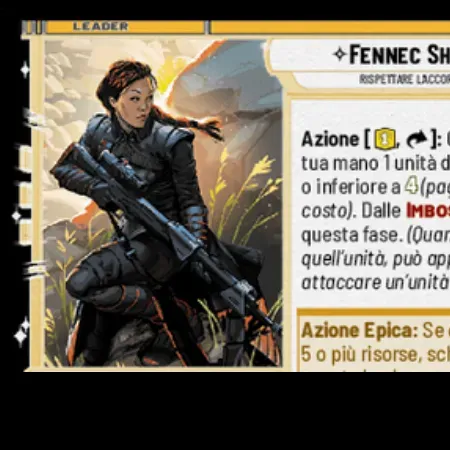 LEADER
FENNEC SH
RISPETTARE L'ACCOR
Azione [1, ]:
tua mano 1 unità d
o inferiore a 4 (pag
costo). Dalle IMBOS
questa fase. (Quan
quell'unità, può app
attaccare un'unità
Azione Epica: Se
5 o più risorse, sch